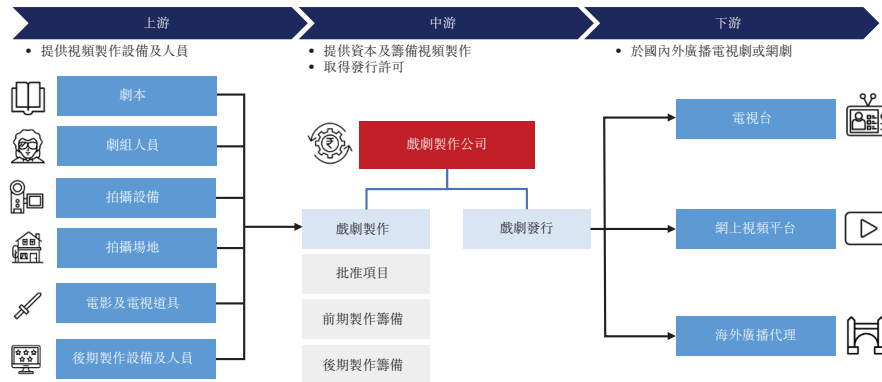 上游
中游
下游
• 提供視頻製作設備及人員
• 提供資本及籌備視頻製作
• 取得發行許可
• 於國內外廣播電視劇或網劇
劇本
劇組人員
拍攝設備
拍攝場地
電影及電視道具
後期製作設備及人員
₹
戲劇製作公司
戲劇製作
戲劇發行
批准項目
前期製作籌備
後期製作籌備
電視台
網上視頻平台
海外廣播代理